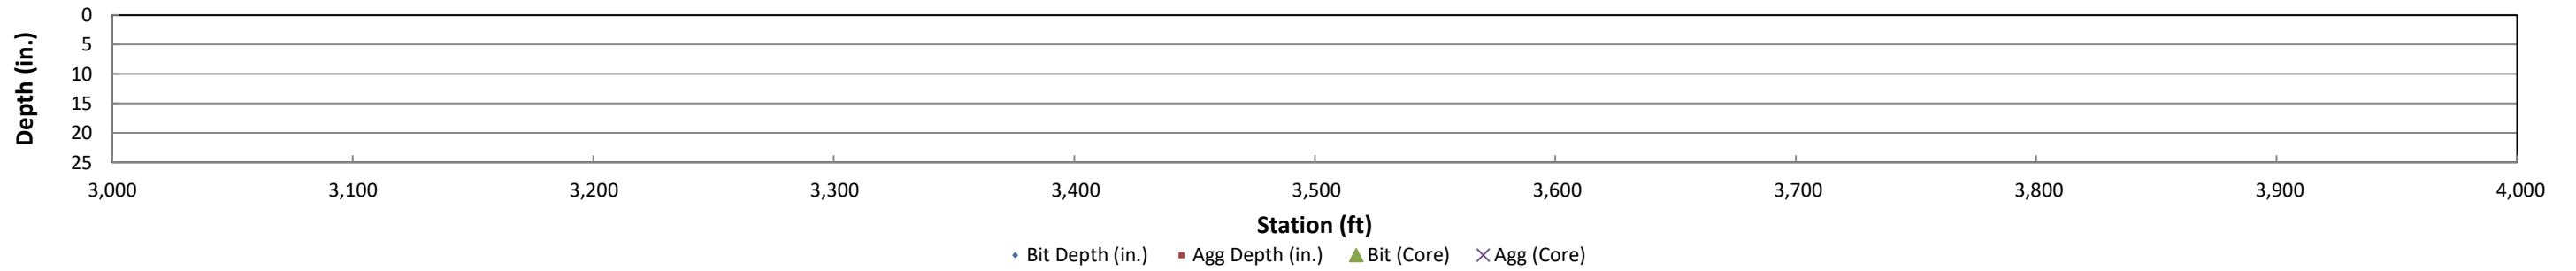 Depth (in.)
0
5
10
15
20
25
3,000 3,100 3,200 3,300 3,400 3,500 3,600 3,700 3,800 3,900 4,000
Station (ft)
Bit Depth (in.) Agg Depth (in.) Bit (Core) Agg (Core)